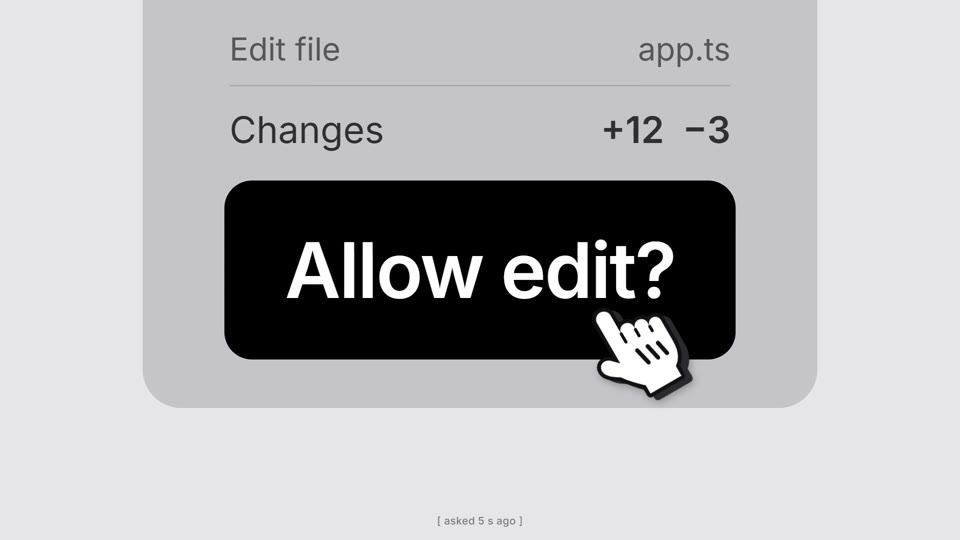 Edit file app.ts
Changes +12 −3
Allow edit?
[ asked 5 s ago ]